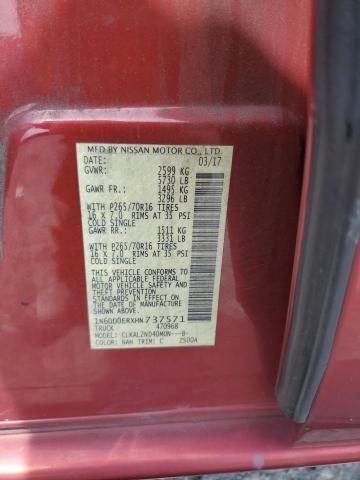 MFD BY NISSAN MOTOR CO., LTD.
DATE: 03/17
GVWR: 2599 KG
5730 LB
GAWR FR.: 1495 KG
3296 LB
WITH P265/70R16 TIRES
16 X 7.0 RIMS AT 35 PSI
COLD SINGLE
GAWR RR.: 1511 KG
3331 LB
WITH P265/70R16 TIRES
16 X 7.0 RIMS AT 35 PSI
COLD SINGLE
THIS VEHICLE CONFORMS TO ALL
APPLICABLE FEDERAL MOTOR
VEHICLE SAFETY STANDARDS
IN EFFECT ON THE DATE OF
MANUFACTURE SHOWN ABOVE.
1N6DD0ERXHN737571
TRUCK 470968
COLOR: NAH TRIM: C